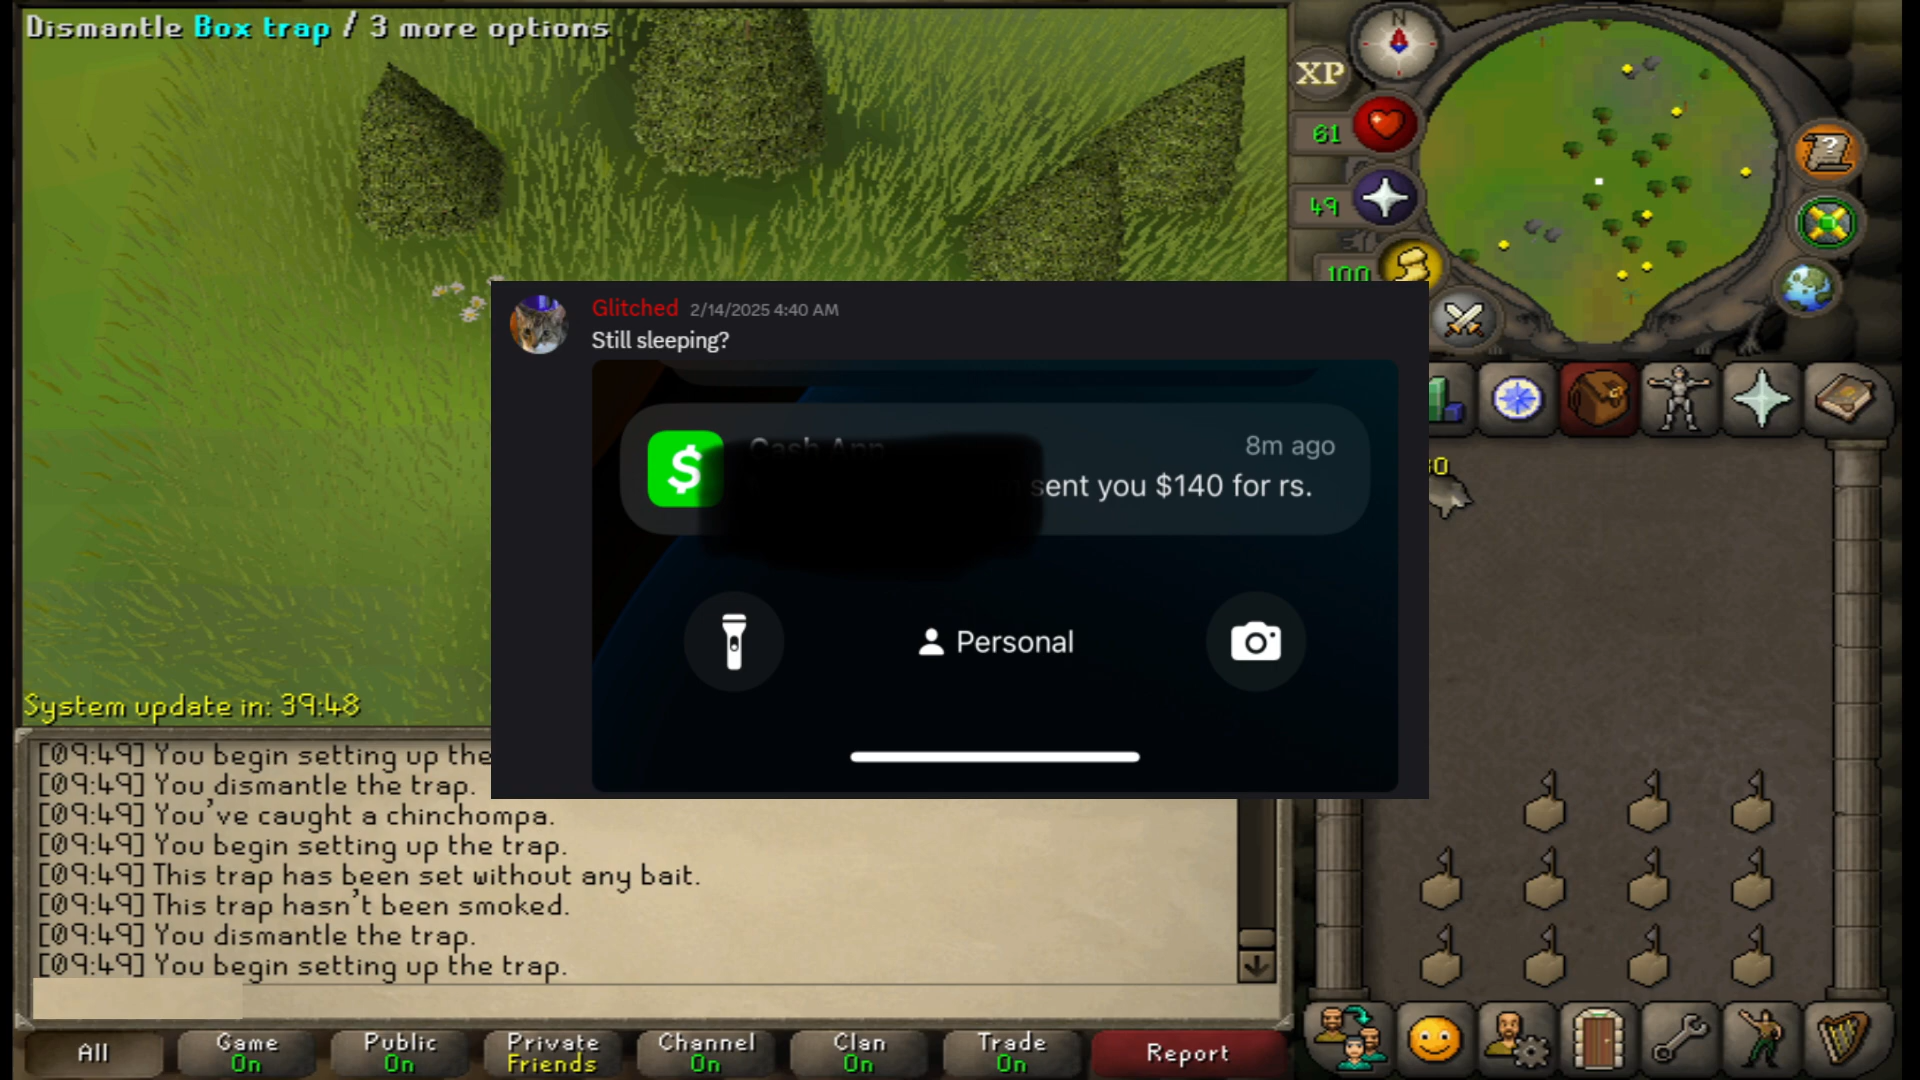 Dismantle Box trap / 3 more options
N
XP
61
49
100
Glitched 2/14/2025 4:40 AM
Still sleeping?
Cash App
8m ago
sent you $140 for rs.
Personal
System update in: 39:48
[09:49] You begin setting up the
[09:49] You dismantle the trap.
[09:49] You've caught a chinchompa.
[09:49] You begin setting up the trap.
[09:49] This trap has been set without any bait.
[09:49] This trap hasn't been smoked.
[09:49] You dismantle the trap.
[09:49] You begin setting up the trap.
All
Game
On
Public
On
Private
Friends
Channel
On
Clan
On
Trade
On
Report